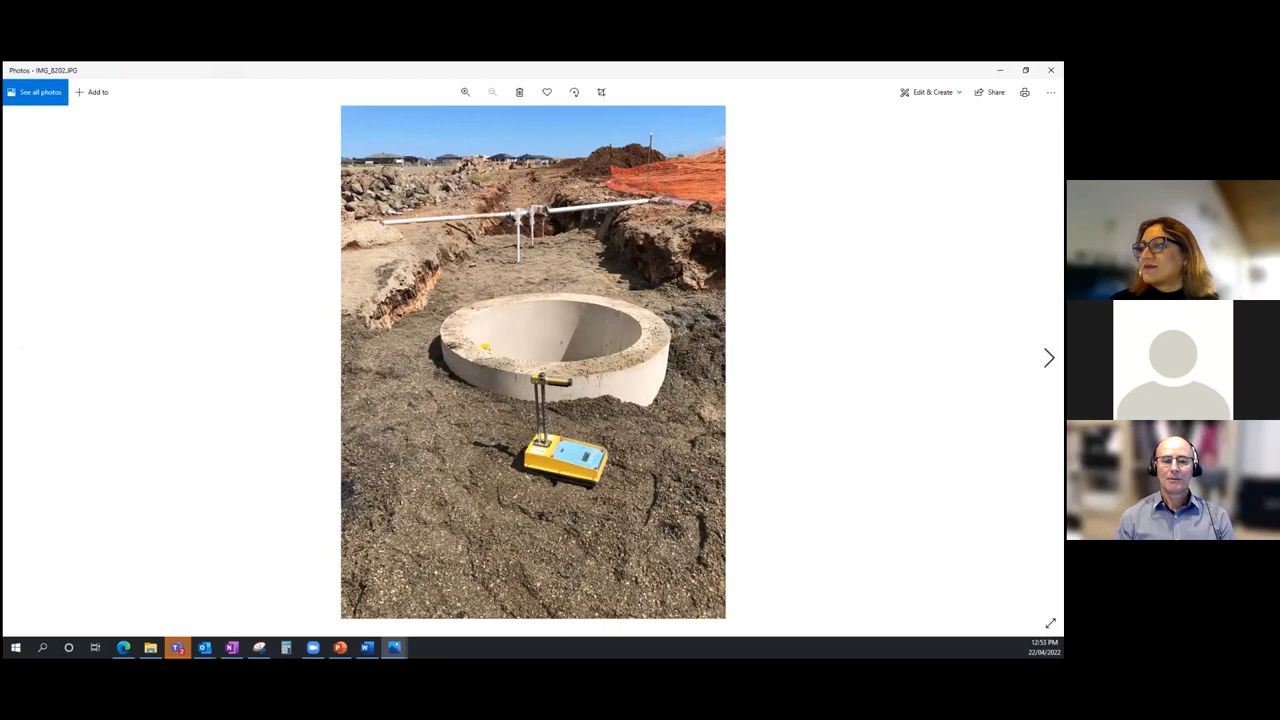 Photos - IMG_8202.JPG
See all photos
Add to
Edit & Create
Share
12:53 PM
22/04/2022